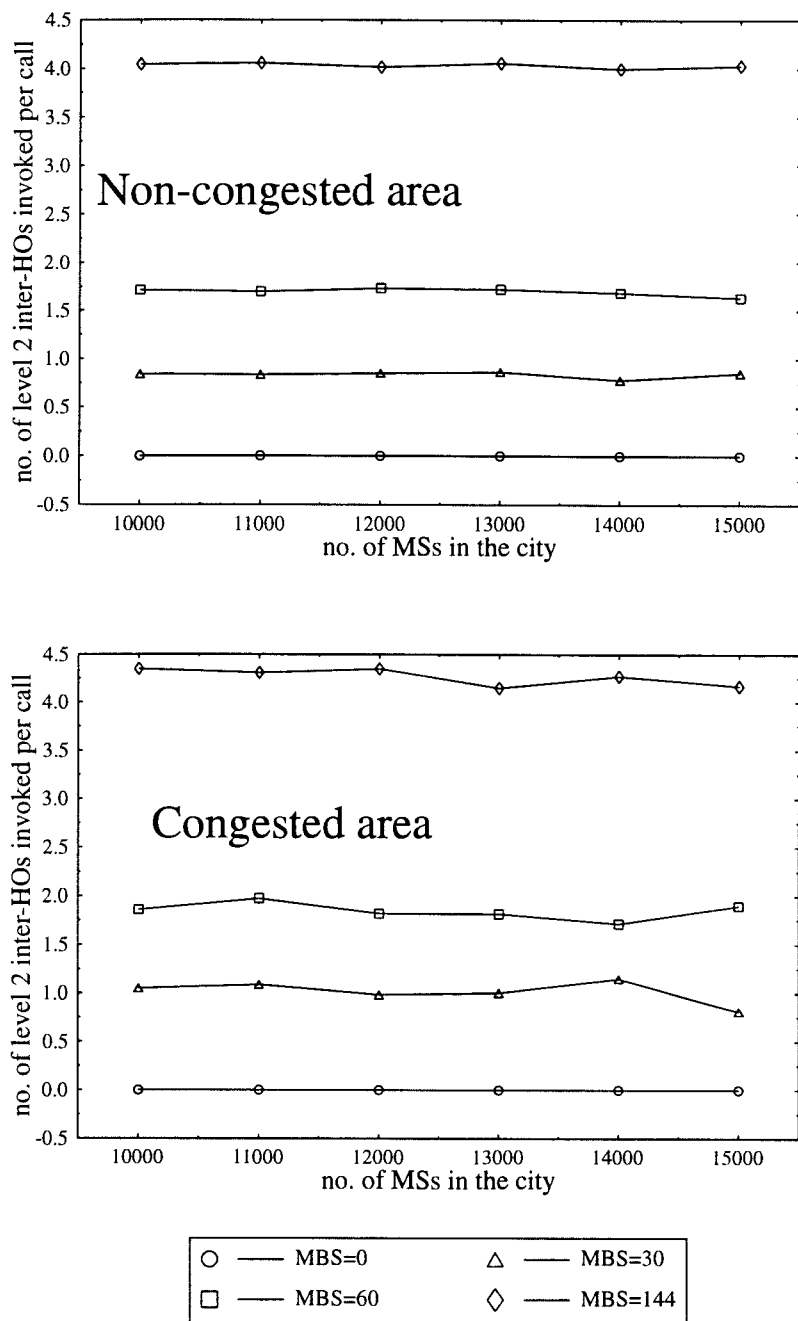 4.5
4.0
3.5
3.0
2.5
2.0
1.5
1.0
0.5
0.0
-0.5
no. of level 2 inter-HOs invoked per call
Non-congested area
10000 11000 12000 13000 14000 15000
no. of MSs in the city
4.5
4.0
3.5
3.0
2.5
2.0
1.5
1.0
0.5
0.0
-0.5
no. of level 2 inter-HOs invoked per call
Congested area
10000 11000 12000 13000 14000 15000
no. of MSs in the city
MBS=0 MBS=30
MBS=60 MBS=144